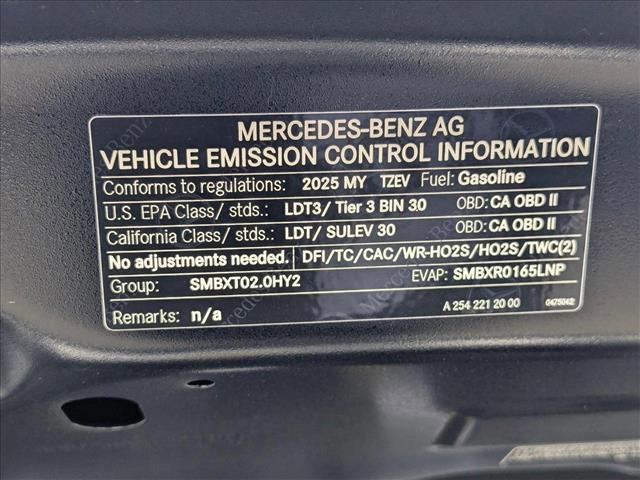 MERCEDES-BENZ AG
VEHICLE EMISSION CONTROL INFORMATION
Conforms to regulations: 2025 MY TZEV Fuel: Gasoline
U.S. EPA Class/ stds.: LDT3/ Tier 3 BIN 30 OBD: CA OBD II
California Class/ stds.: LDT/ SULEV 30 OBD: CA OBD II
No adjustments needed. DFI/TC/CAC/WR-HO2S/HO2S/TWC(2)
Group: SMBXT02.0HY2 EVAP: SMBXR0165LNP
A 254 221 20 00
Remarks: n/a